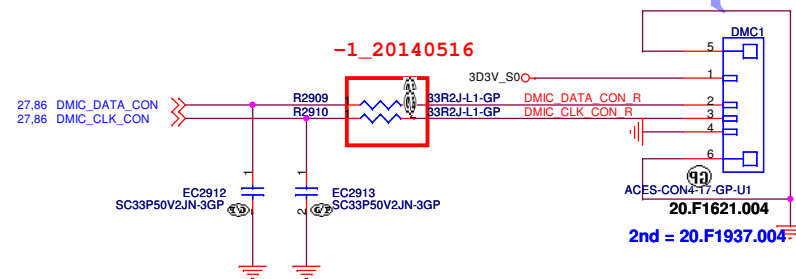 DMC1
-1_20140516
5
3D3V_S0
1
27,86 DMIC_DATA_CON
R2909
1
33R2J-L1-GP
DMIC_DATA_CON_R
2
27,86 DMIC_CLK_CON
R2910
1
33R2J-L1-GP
DMIC_CLK_CON_R
3
4
6
1
1
EC2912
SC33P50V2JN-3GP
EC2913
SC33P50V2JN-3GP
2
ACES-CON4-17-GP-U1
20.F1621.004
2nd = 20.F1937.004